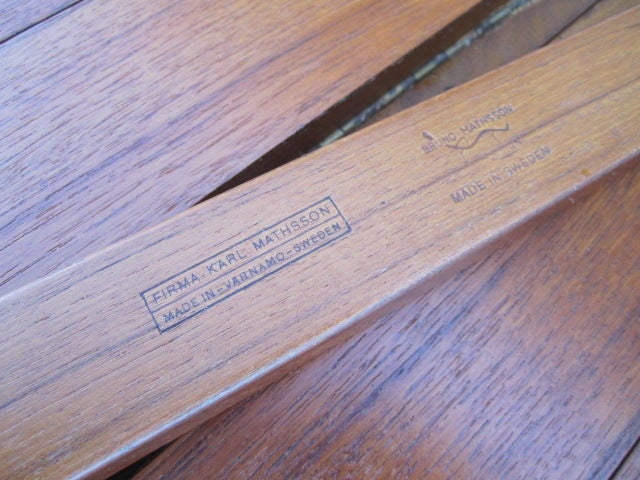 FIRMA KARL MATHSSON
MADE IN - VÄRNAMO - SWEDEN
BRUNO MATHSSON
MADE IN SWEDEN